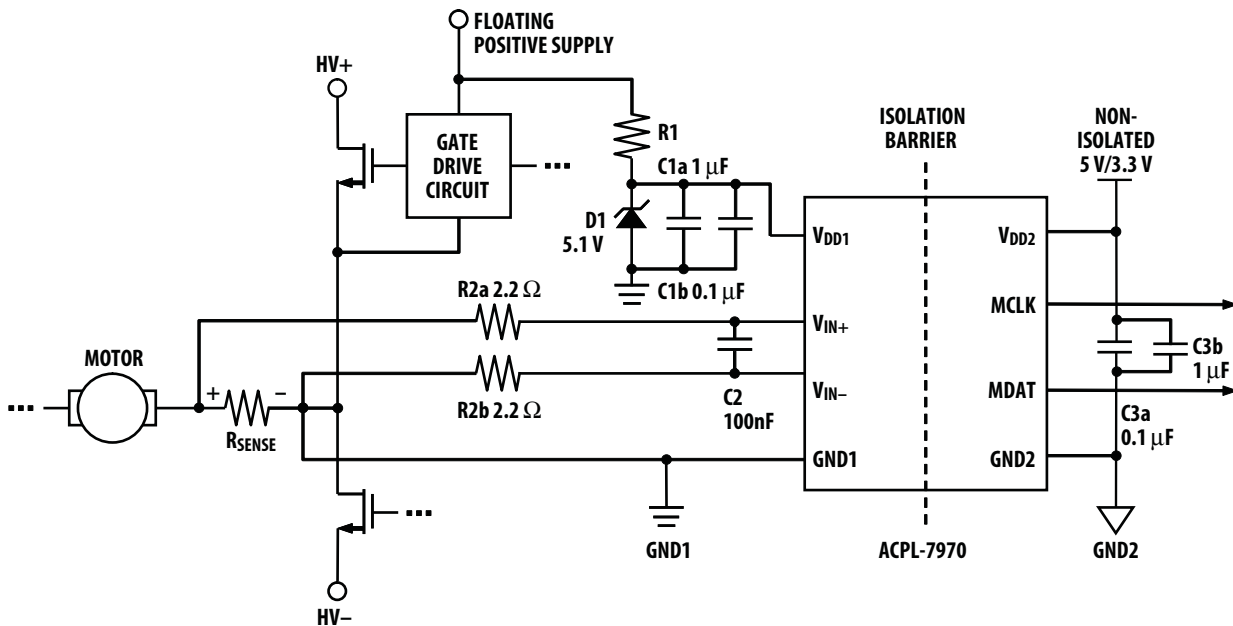 FLOATING
POSITIVE SUPPLY
HV+
GATE
DRIVE
CIRCUIT
R1
C1a 1 μF
D1
5.1 V
C1b 0.1 μF
ISOLATION
BARRIER
NON-
ISOLATED
5 V/3.3 V
VDD1
VDD2
R2a 2.2 Ω
VIN+
MCLK
R2b 2.2 Ω
VIN–
C2
100nF
MDAT
C3b
1 μF
C3a
0.1 μF
MOTOR
+
–
RSENSE
GND1
GND2
GND1
ACPL-7970
GND2
HV–